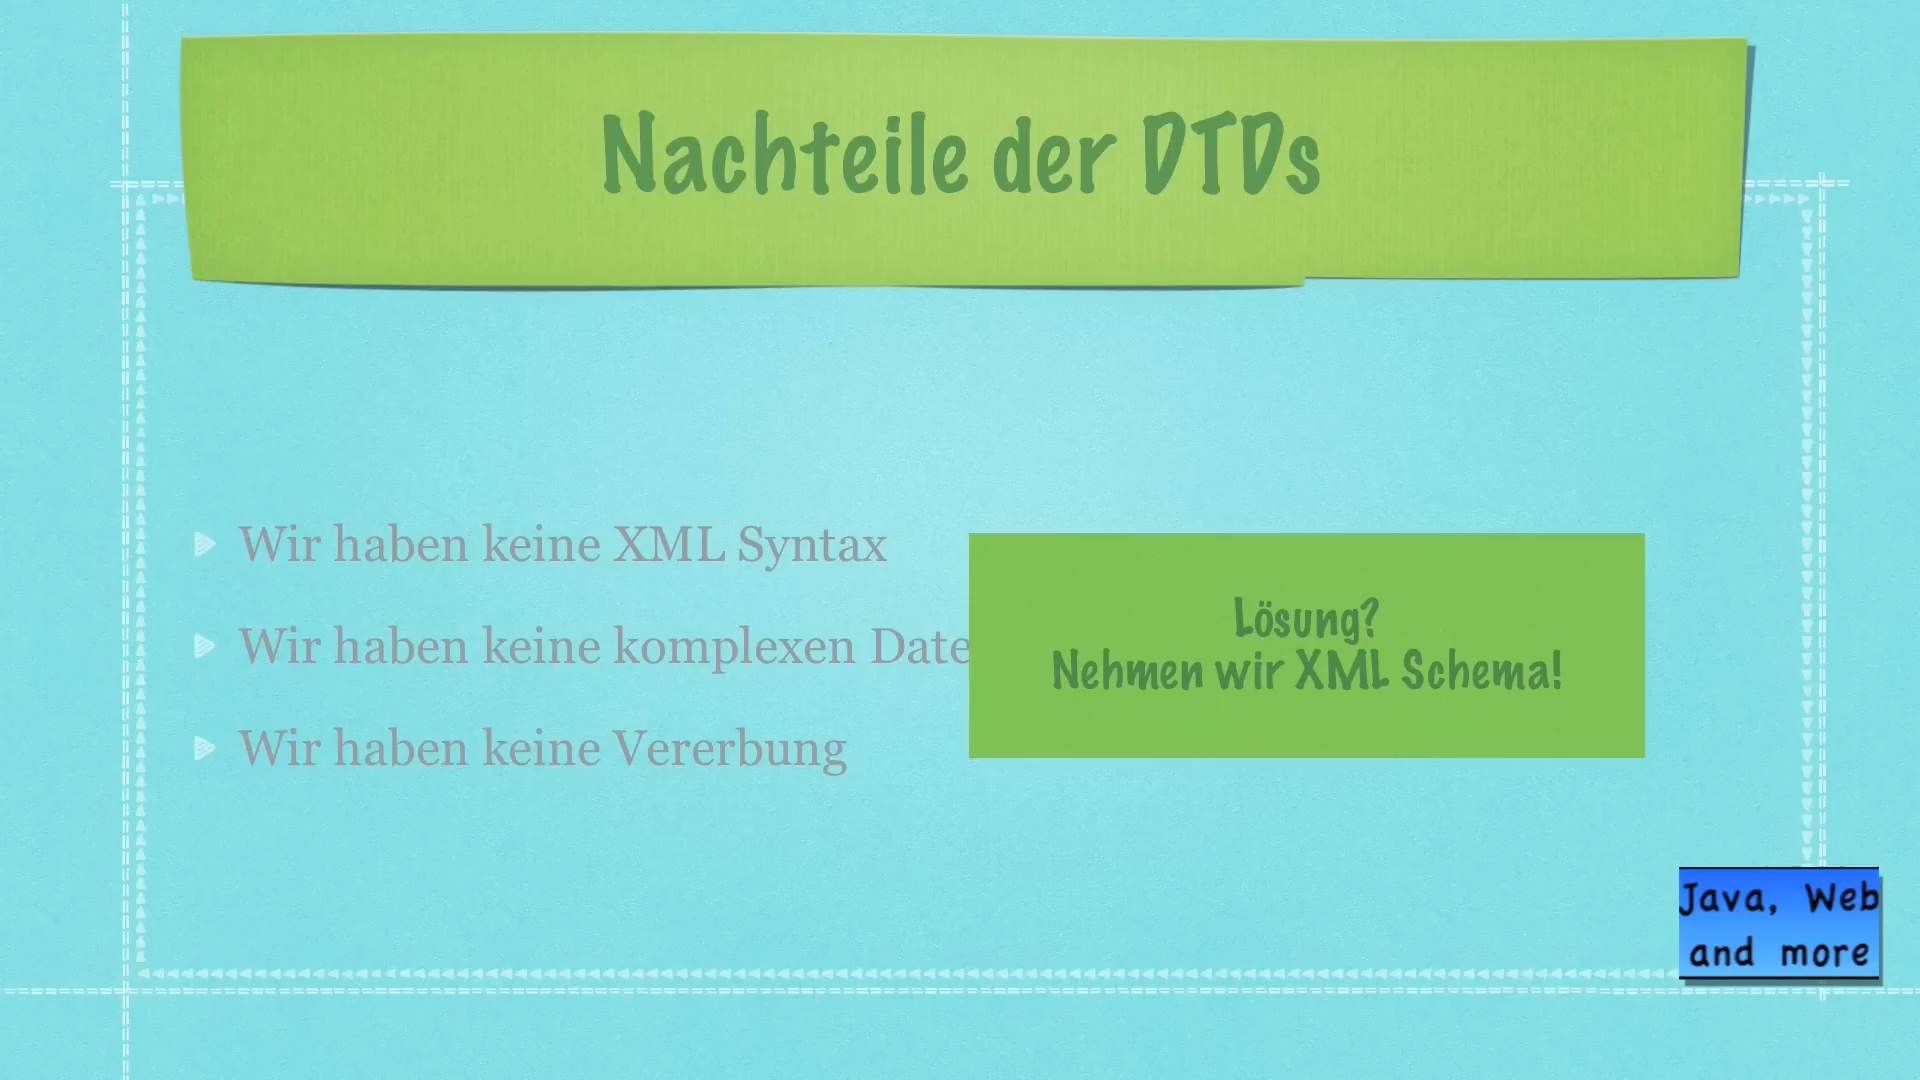 Nachteile der DTDs
Wir haben keine XML Syntax
Wir haben keine komplexen Date
Wir haben keine Vererbung
Lösung?
Nehmen wir XML Schema!
Java, Web
and more